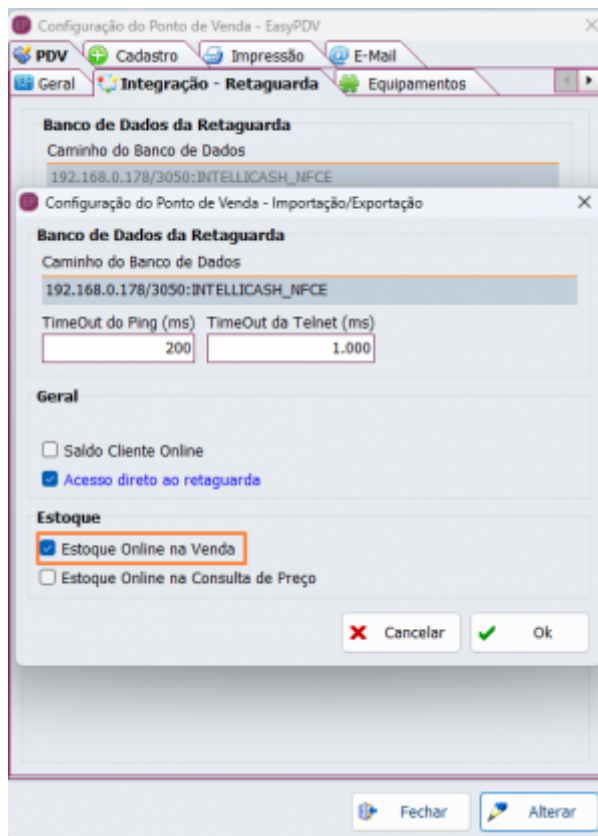 Configuração do Ponto de Venda - EasyPDV
PDV Cadastro Impressão E-Mail
Geral Integração - Retaguarda Equipamentos
Banco de Dados da Retaguarda
Caminho do Banco de Dados
192.168.0.178/3050:INTELLICASH_NFCE
Configuração do Ponto de Venda - Importação/Exportação
Banco de Dados da Retaguarda
Caminho do Banco de Dados
192.168.0.178/3050:INTELLICASH_NFCE
TimeOut do Ping (ms) TimeOut da Telnet (ms)
200 1.000
Geral
Saldo Cliente Online
Acesso direto ao retaguarda
Estoque
Estoque Online na Venda
Estoque Online na Consulta de Preço
Cancelar Ok
Fechar Alterar